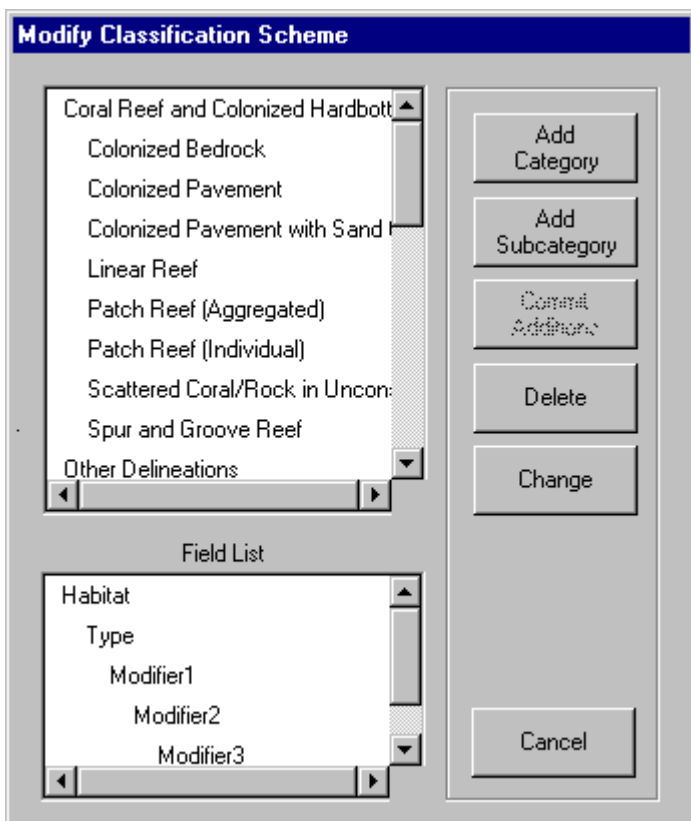 Modify Classification Scheme
Coral Reef and Colonized Hardbott
Colonized Bedrock
Colonized Pavement
Colonized Pavement with Sand
Linear Reef
Patch Reef (Aggregated)
Patch Reef (Individual)
Scattered Coral/Rock in Uncons
Spur and Groove Reef
Other Delineations
Add
Category
Add
Subcategory
Commit
Additions
Delete
Change
Field List
Habitat
Type
Modifier1
Modifier2
Modifier3
Cancel